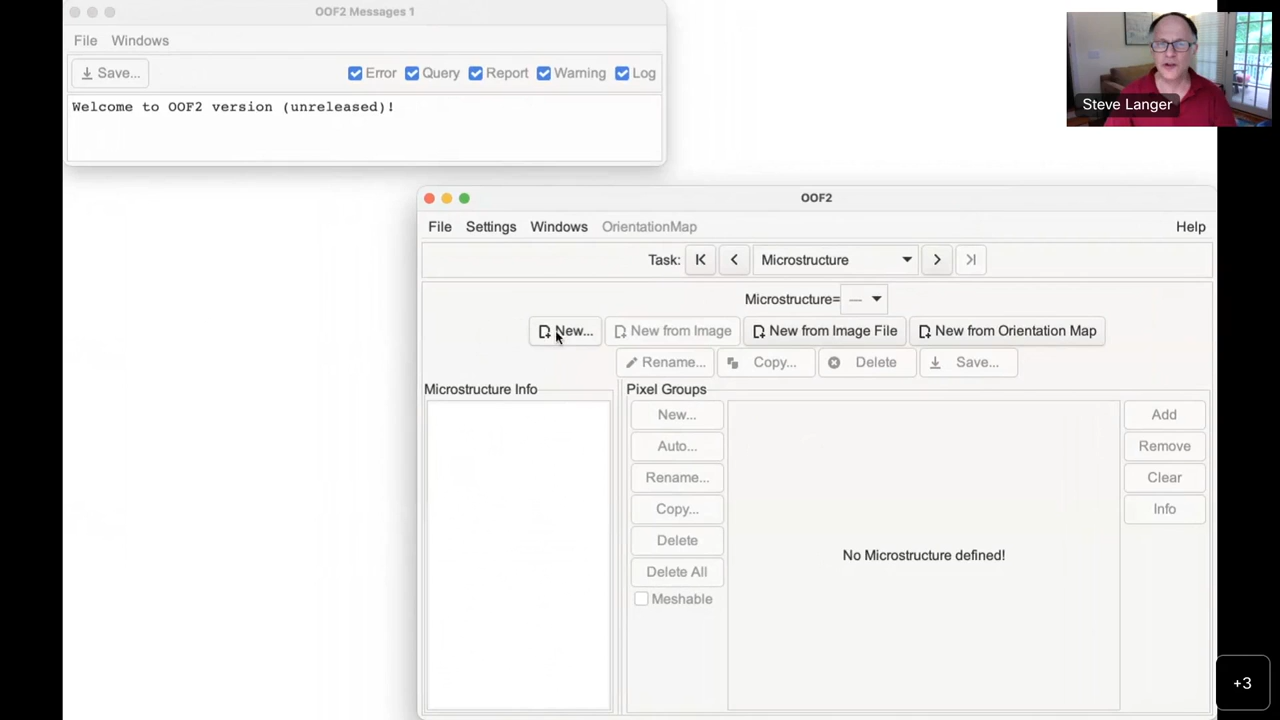 OOF2 Messages 1
File Windows
Save... Error Query Report Warning Log
Welcome to OOF2 version (unreleased)!
Steve Langer
OOF2
File Settings Windows OrientationMap Help
Task: Microstructure
Microstructure= —
New... New from Image New from Image File New from Orientation Map
Rename... Copy... Delete Save...
Microstructure Info
Pixel Groups
New...
Auto...
Rename...
Copy...
Delete
Delete All
Meshable
No Microstructure defined!
Add
Remove
Clear
Info
+3